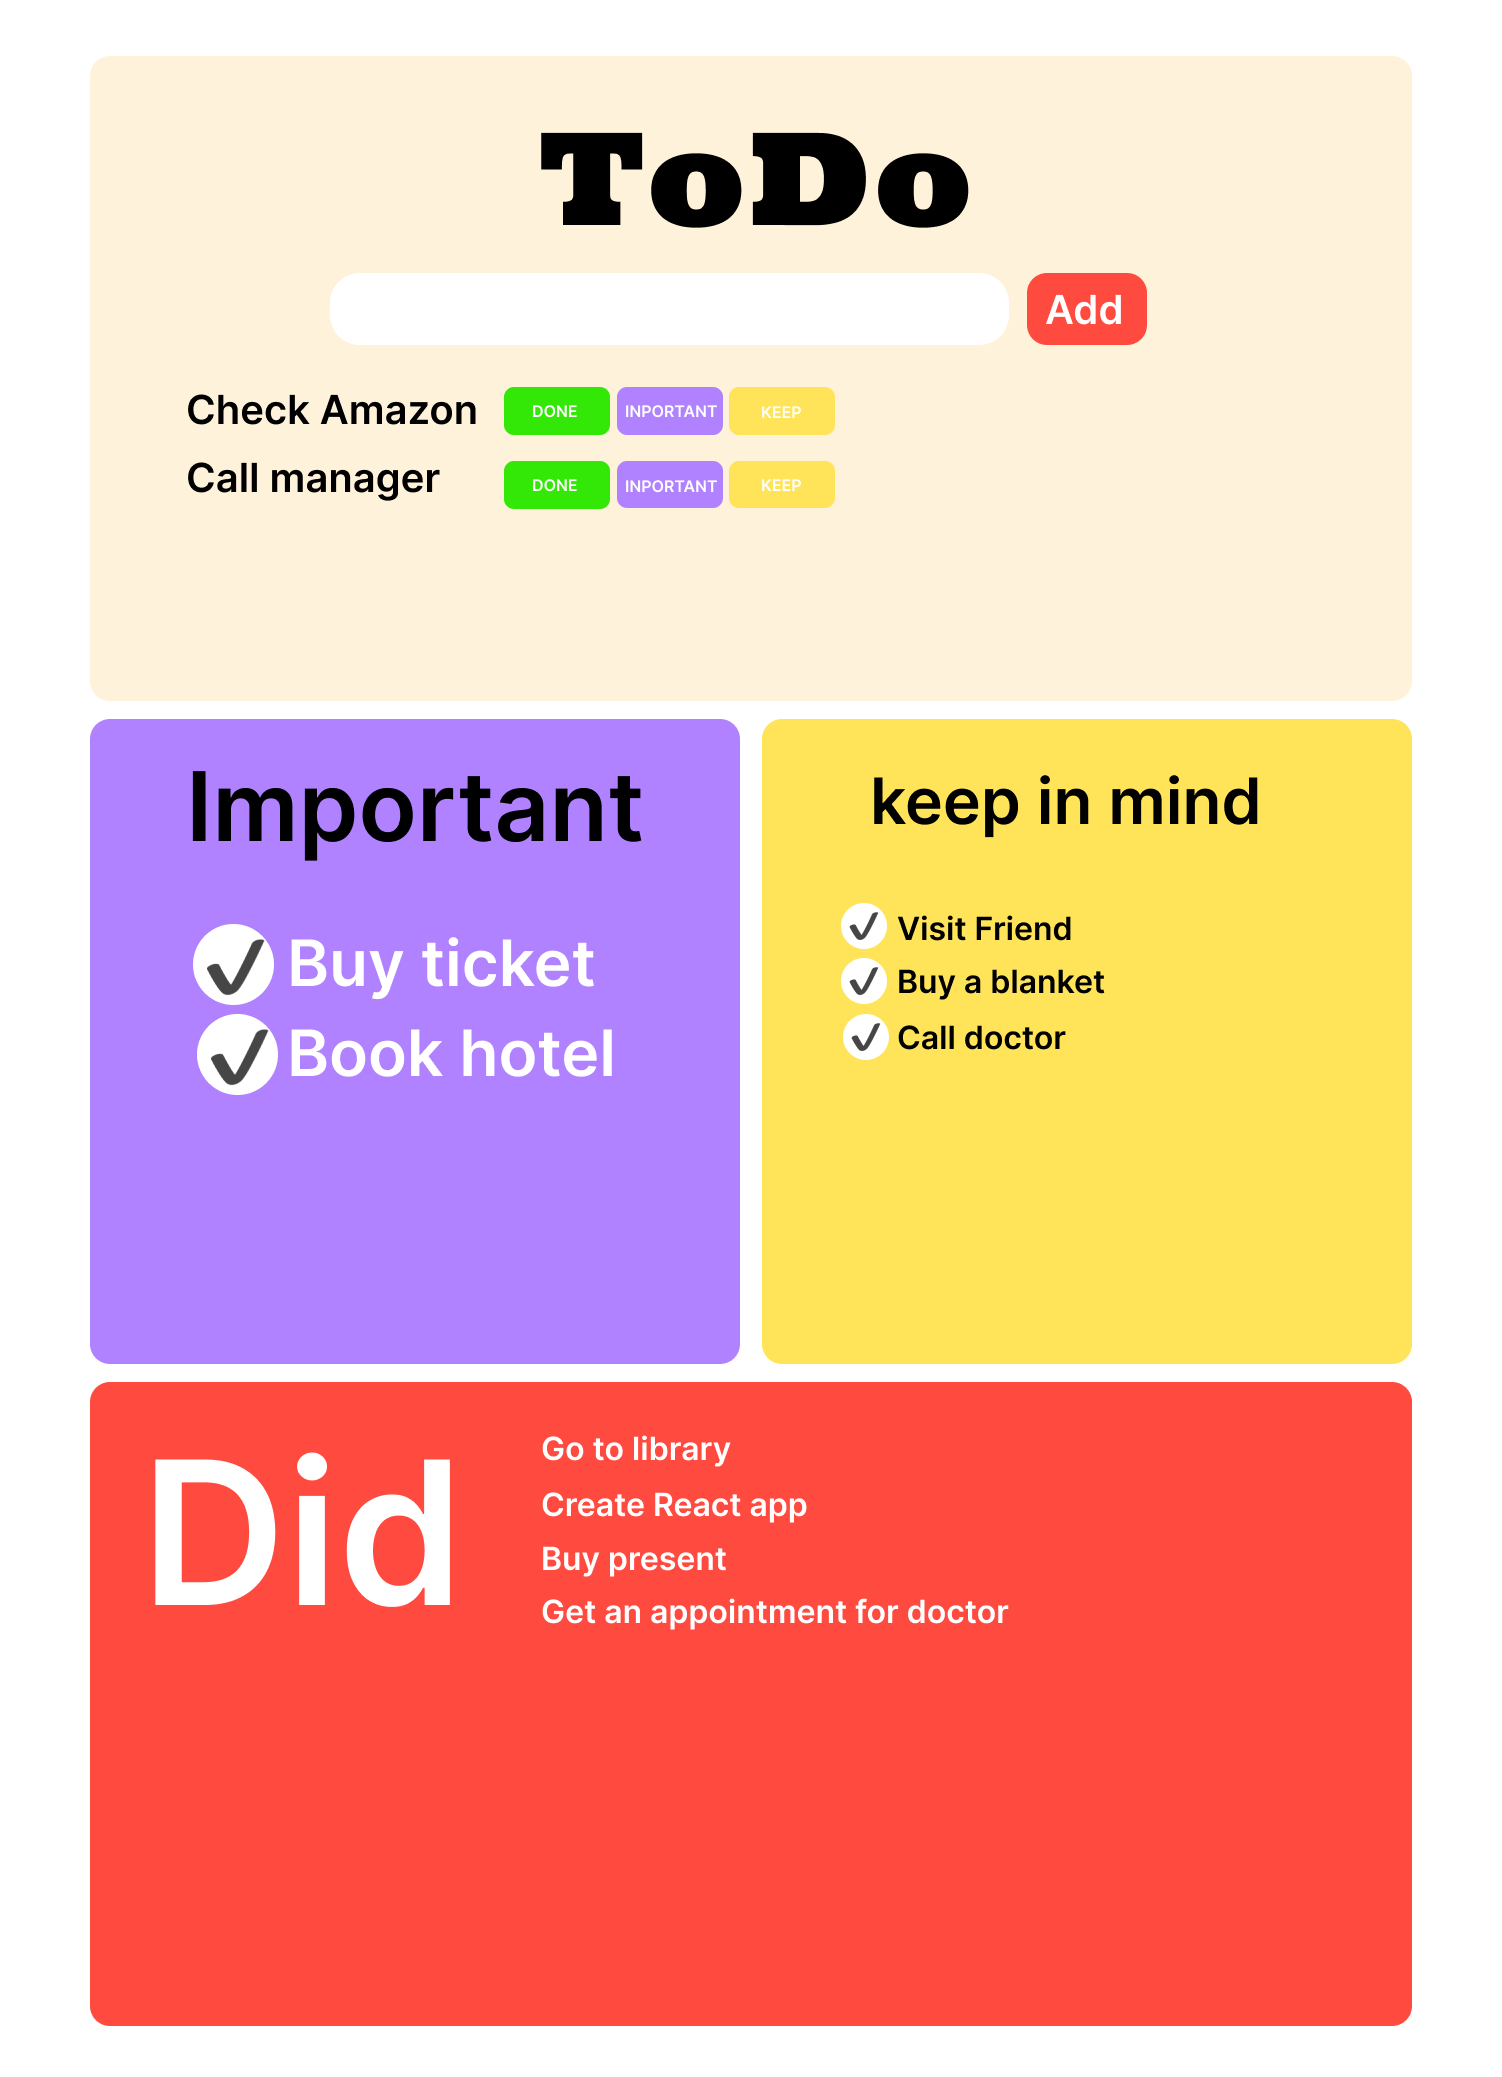 ToDo
Add
Check Amazon DONE INPORTANT KEEP
Call manager DONE INPORTANT KEEP
Important
✔ Buy ticket
✔ Book hotel
keep in mind
✔ Visit Friend
✔ Buy a blanket
✔ Call doctor
Did
Go to library
Create React app
Buy present
Get an appointment for doctor